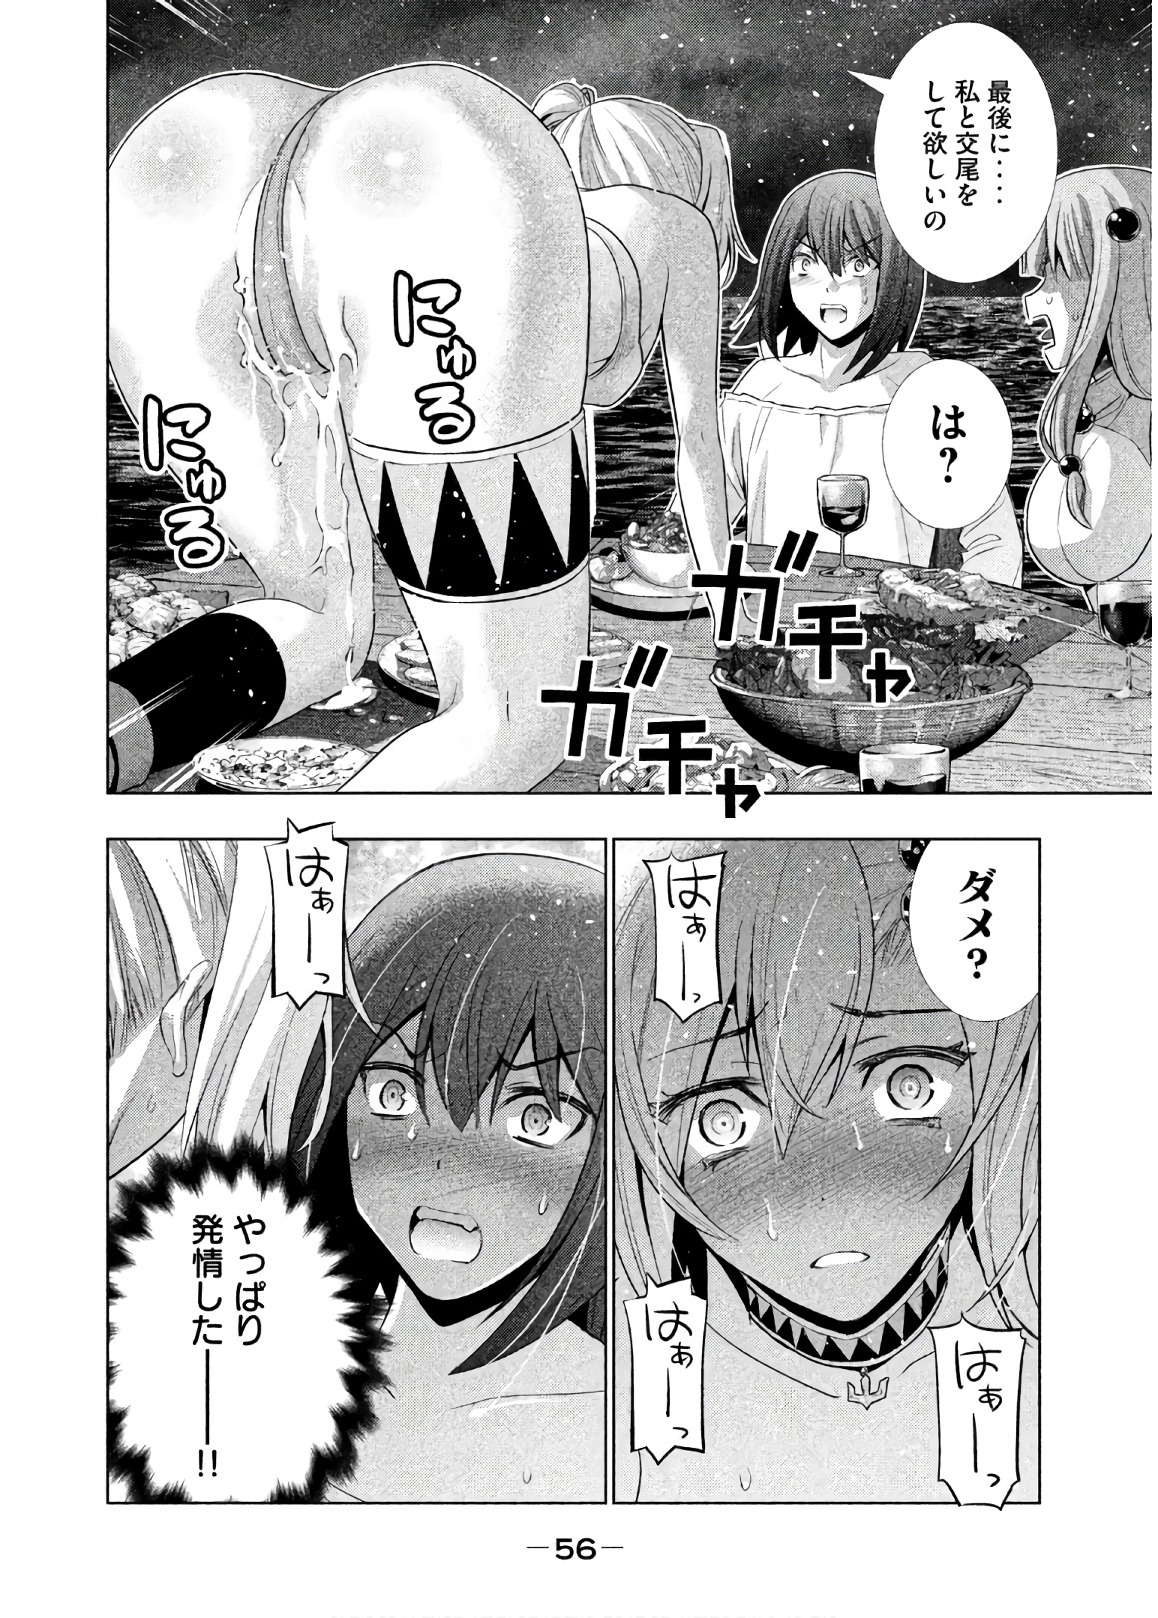 最後に‥‥‥
私と交尾を
して欲しいの
は？
にゅる
にゅる
ガチャ
ガチャ
ダメ？
はぁーっ
はぁーっ
はぁーっ
はぁーっ
やっぱり
発情した――!!
―56―